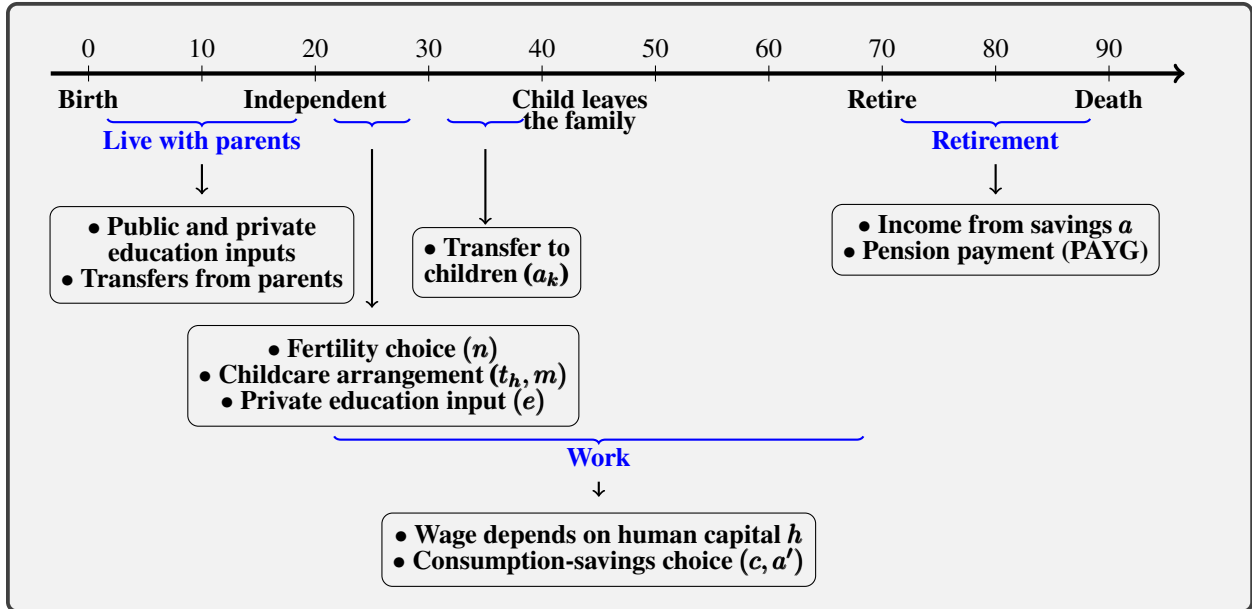 0 10 20 30 40 50 60 70 80 90
Birth Independent Child leaves Retire Death
the family
Live with parents Retirement
• Public and private
education inputs
• Transfers from parents
• Transfer to
children (a_k)
• Income from savings a
• Pension payment (PAYG)
• Fertility choice (n)
• Childcare arrangement (t_h, m)
• Private education input (e)
Work
• Wage depends on human capital h
• Consumption-savings choice (c, a′)